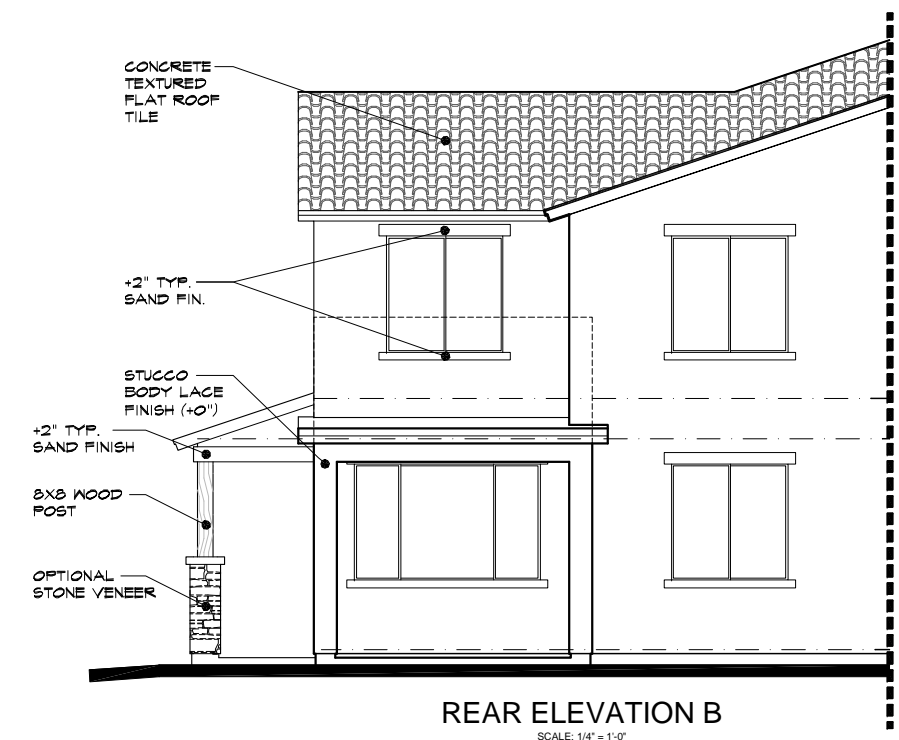 CONCRETE
TEXTURED
FLAT ROOF
TILE
+2" TYP.
SAND FIN.
STUCCO
BODY LACE
FINISH (+0")
+2" TYP.
SAND FINISH
8X8 WOOD
POST
OPTIONAL
STONE VENEER
REAR ELEVATION B
SCALE: 1/4" = 1'-0"